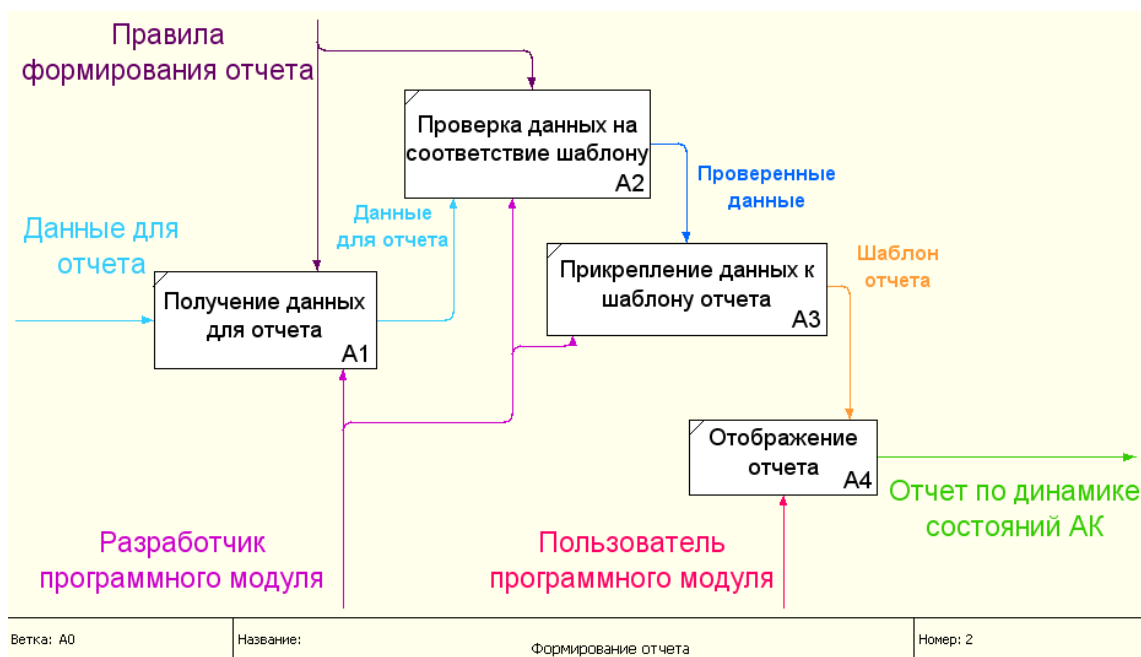 Правила
формирования отчета
Проверка данных на
соответствие шаблону
A2
Проверенные
данные
Данные
для отчета
Данные для
отчета
Получение данных
для отчета
A1
Прикрепление данных к
шаблону отчета
A3
Шаблон
отчета
Отображение
отчета
A4
Отчет по динамике
состояний АК
Разработчик
программного модуля
Пользователь
программного модуля
Ветка: A0
Название:
Формирование отчета
Номер: 2